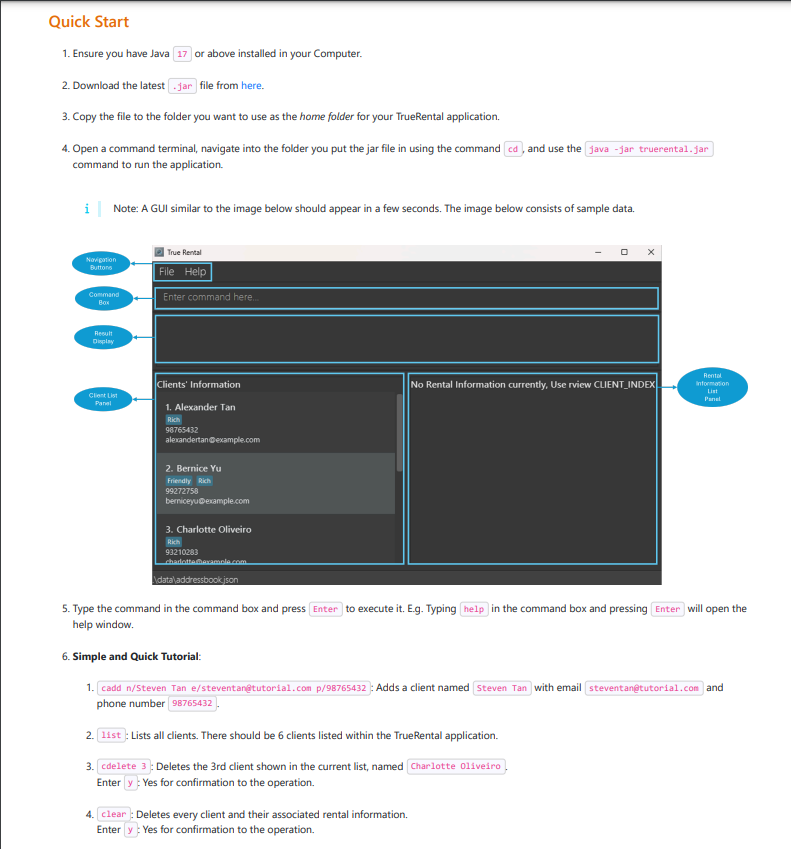 Quick Start
1. Ensure you have Java 17 or above installed in your Computer.
2. Download the latest .jar file from here.
3. Copy the file to the folder you want to use as the home folder for your TrueRental application.
4. Open a command terminal, navigate into the folder you put the jar file in using the command cd, and use the java -jar truerental.jar
command to run the application.
i Note: A GUI similar to the image below should appear in a few seconds. The image below consists of sample data.
Navigation
Buttons
True Rental
File Help
Command
Box
Enter command here...
Result
Display
Client List
Panel
Clients' Information
1. Alexander Tan
Rich
98765432
alexandertan@example.com
2. Bernice Yu
Friendly Rich
99272758
berniceyu@example.com
3. Charlotte Oliveiro
Rich
93210283
charlotte@example.com
No Rental Information currently, Use rview CLIENT_INDEX
Rental
Information
List
Panel
\data\addressbook.json
5. Type the command in the command box and press Enter to execute it. E.g. Typing help in the command box and pressing Enter will open the
help window.
6. Simple and Quick Tutorial:
1. cadd n/Steven Tan e/steventan@tutorial.com p/98765432 : Adds a client named Steven Tan with email steventan@tutorial.com and
phone number 98765432.
2. list : Lists all clients. There should be 6 clients listed within the TrueRental application.
3. cdelete 3 : Deletes the 3rd client shown in the current list, named Charlotte Oliveiro.
Enter y : Yes for confirmation to the operation.
4. clear : Deletes every client and their associated rental information.
Enter y : Yes for confirmation to the operation.